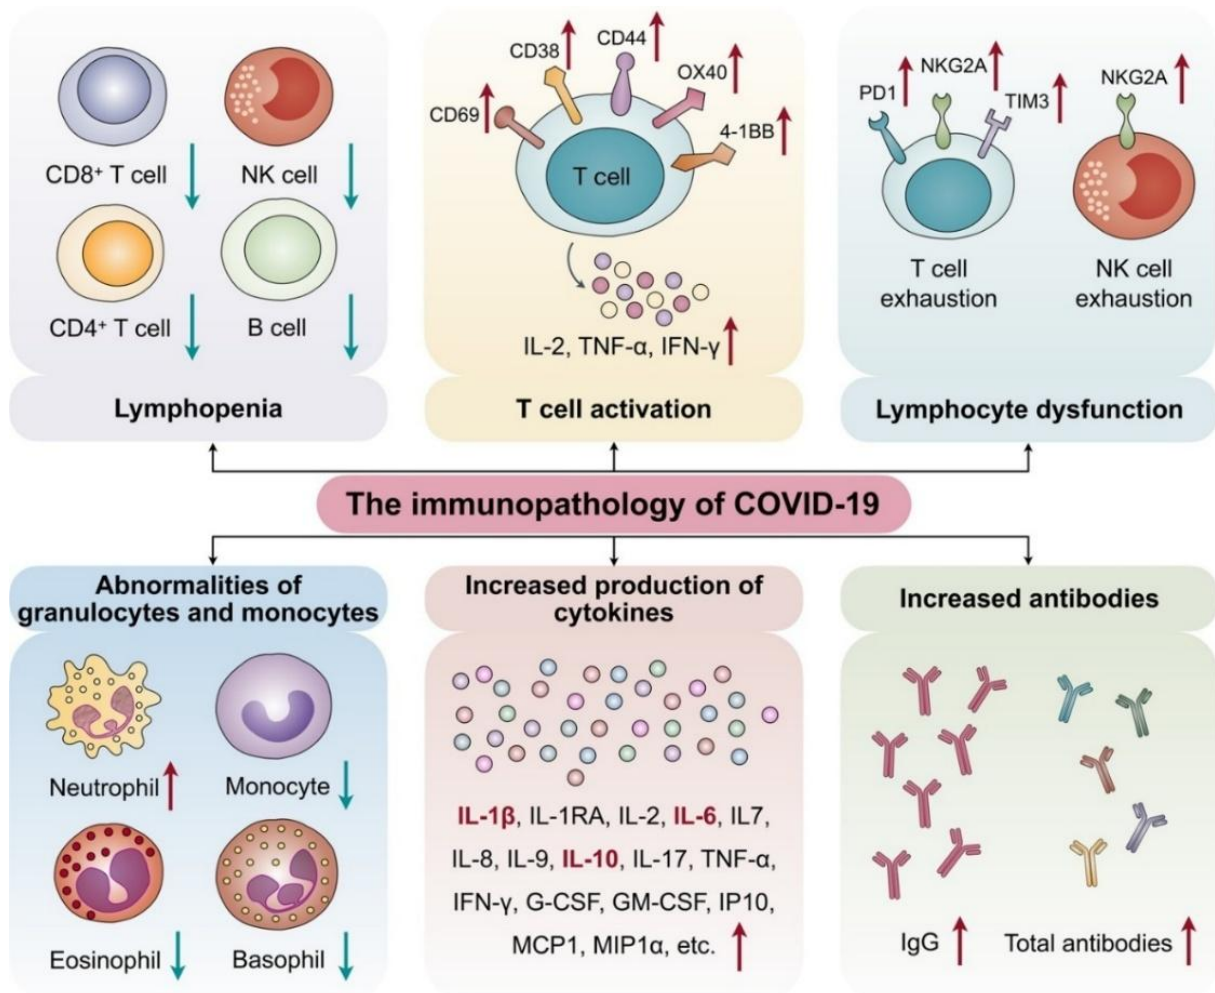 CD8⁺ T cell
NK cell
CD4⁺ T cell
B cell
Lymphopenia
CD69
CD38
CD44
OX40
4-1BB
T cell
IL-2, TNF-α, IFN-γ
T cell activation
PD1
NKG2A
TIM3
NKG2A
T cell
exhaustion
NK cell
exhaustion
Lymphocyte dysfunction
The immunopathology of COVID-19
Abnormalities of
granulocytes and monocytes
Neutrophil
Monocyte
Eosinophil
Basophil
Increased production of
cytokines
IL-1β, IL-1RA, IL-2, IL-6, IL7,
IL-8, IL-9, IL-10, IL-17, TNF-α,
IFN-γ, G-CSF, GM-CSF, IP10,
MCP1, MIP1α, etc.
Increased antibodies
IgG
Total antibodies